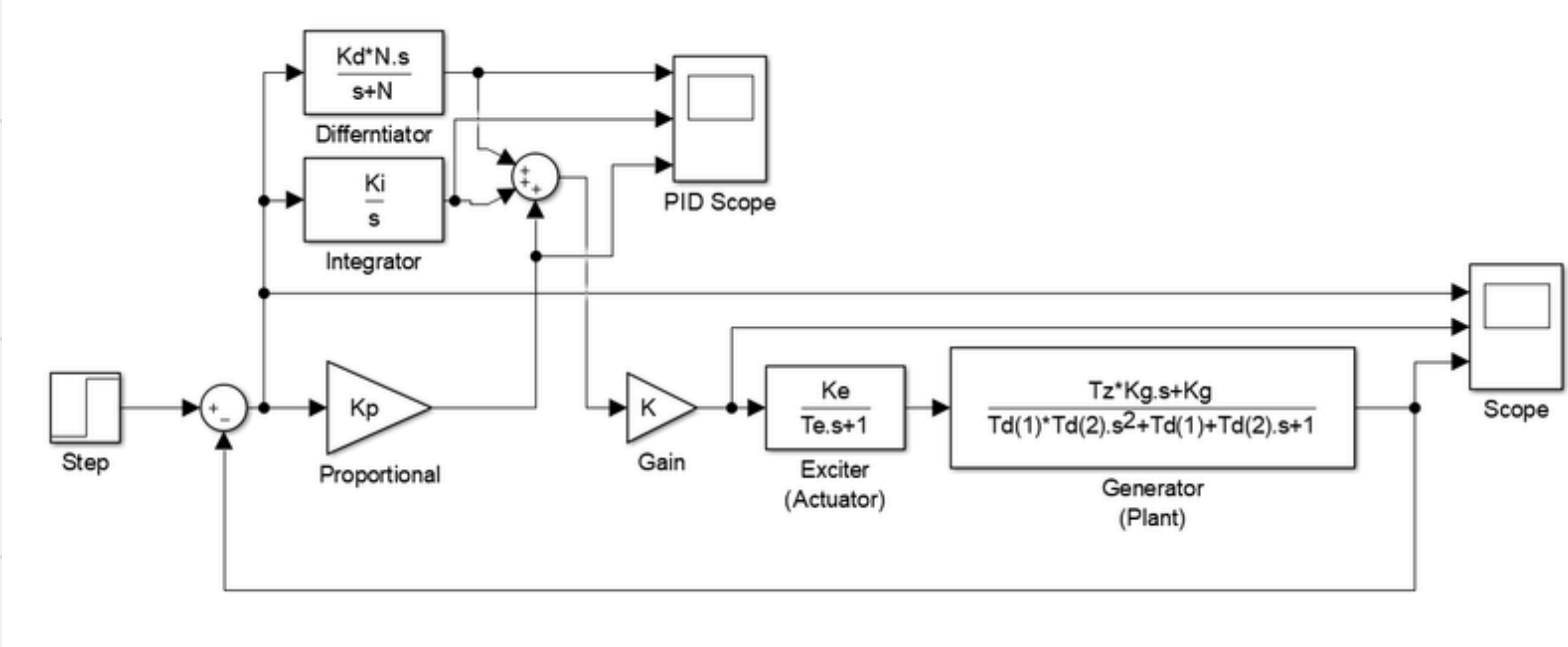 Kd*N.s
s+N
Differntiator
+
+
+
PID Scope
Ki
s
Integrator
Step
+
−
Kp
Proportional
K
Gain
Ke
Te.s+1
Exciter
(Actuator)
Tz*Kg.s+Kg
Td(1)*Td(2).s2+Td(1)+Td(2).s+1
Generator
(Plant)
Scope